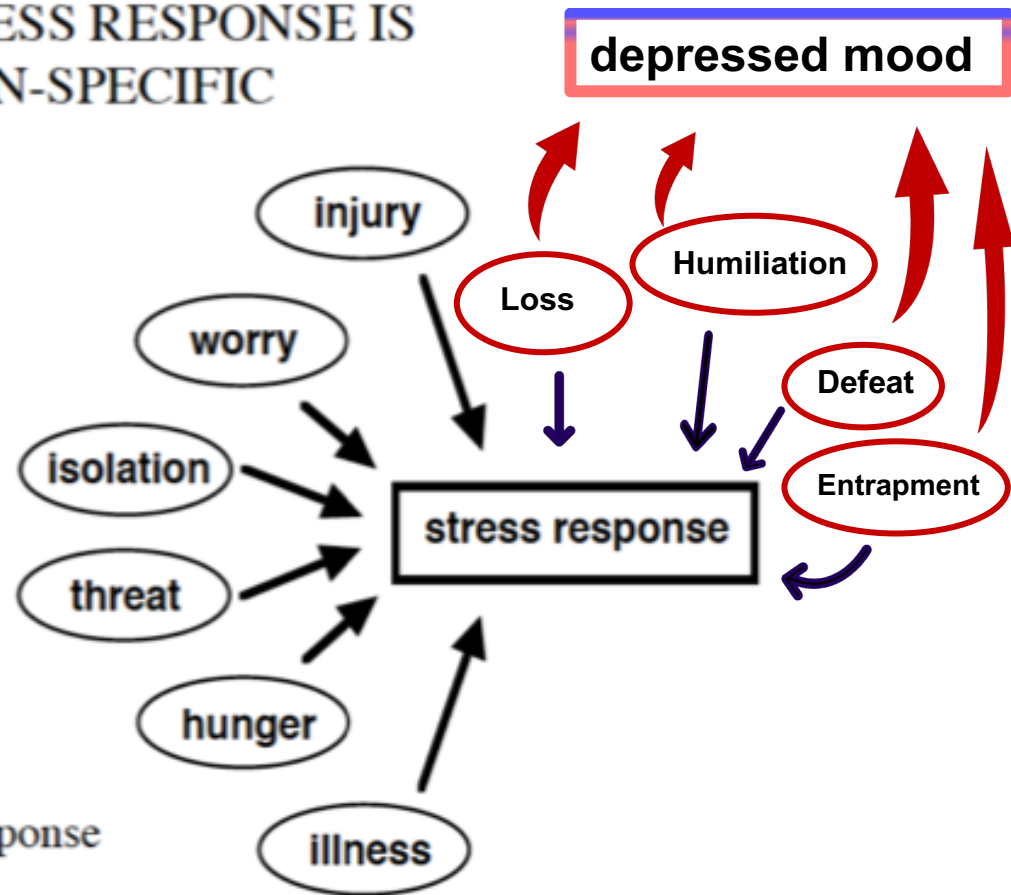 ESS RESPONSE IS
N-SPECIFIC
depressed mood
injury
Loss
Humiliation
worry
Defeat
isolation
Entrapment
stress response
threat
hunger
illness
ponse